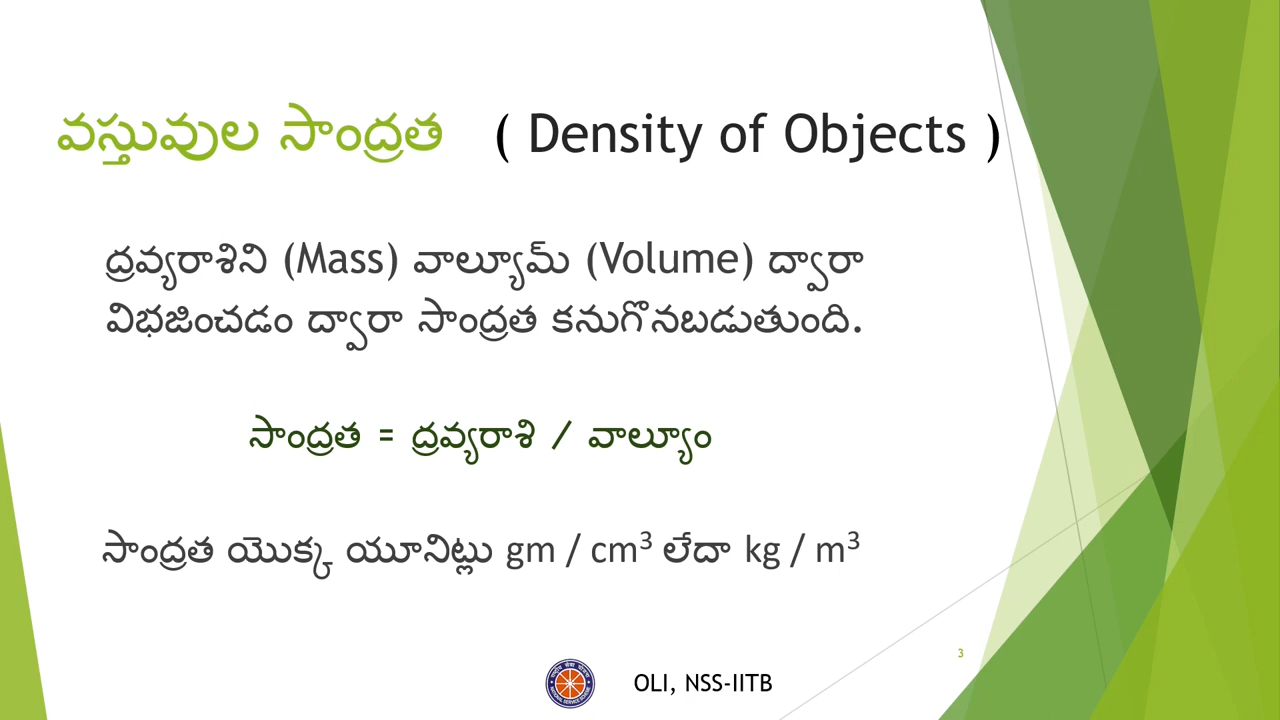 వస్తువుల సాంద్రత ( Density of Objects )
ద్రవ్యరాశిని (Mass) వాల్యూమ్ (Volume) ద్వారా
విభజించడం ద్వారా సాంద్రత కనుగొనబడుతుంది.
సాంద్రత = ద్రవ్యరాశి / వాల్యూం
సాంద్రత యొక్క యూనిట్లు gm / cm³ లేదా kg / m³
3
OLI, NSS-IITB